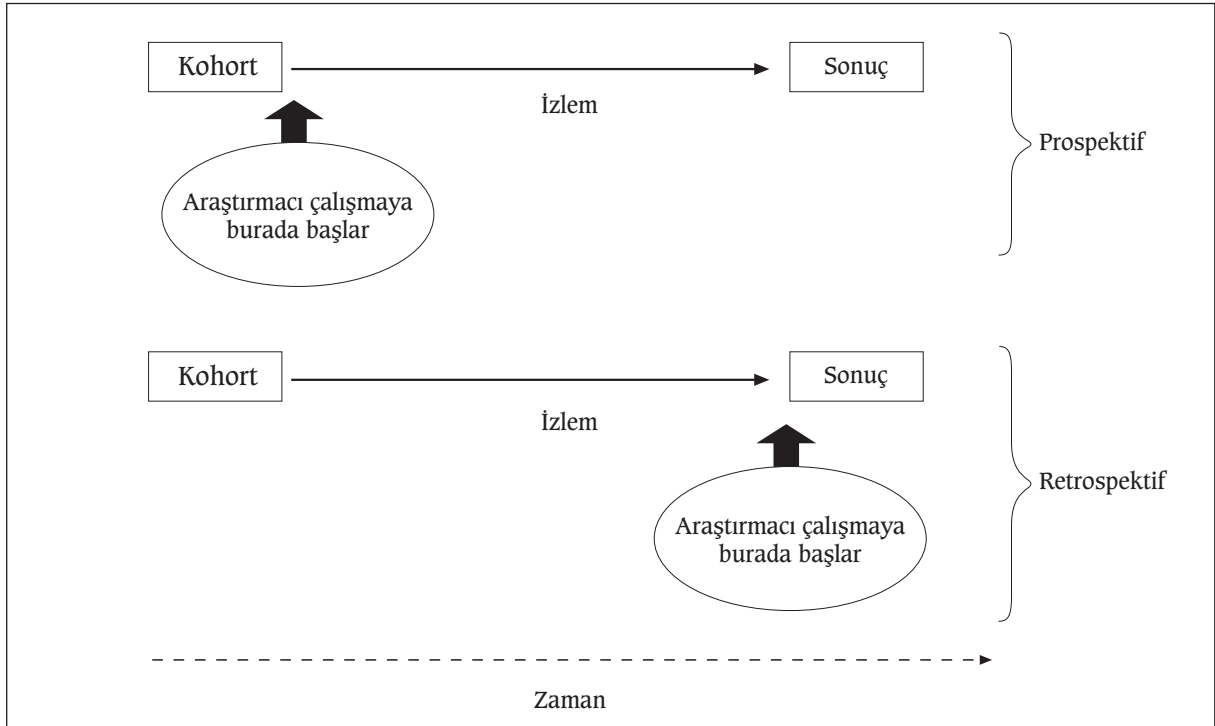 Kohort
Sonuç
İzlem
Prospektif
Araştırmacı çalışmaya
burada başlar
Kohort
Sonuç
İzlem
Retrospektif
Araştırmacı çalışmaya
burada başlar
Zaman